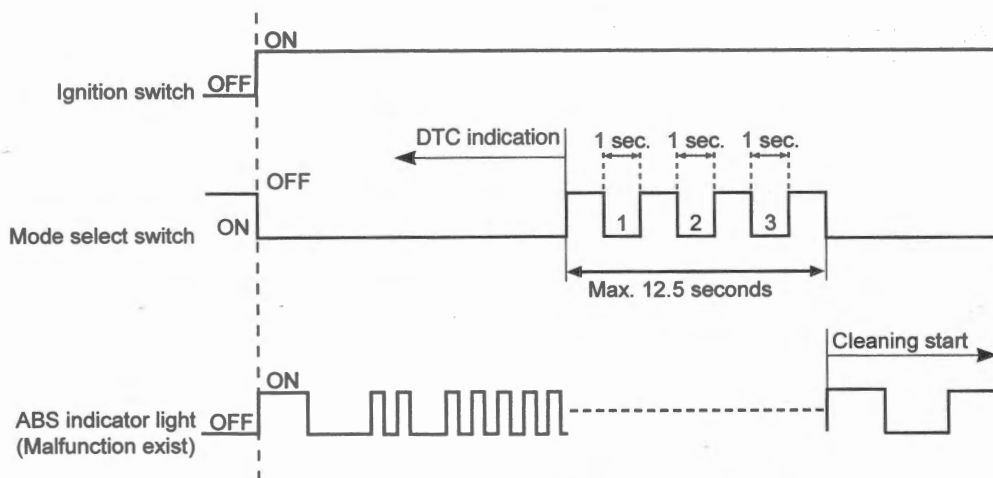 ON
Ignition switch OFF
DTC indication 1 sec. 1 sec. 1 sec.
OFF
Mode select switch ON 1 2 3
Max. 12.5 seconds
Cleaning start
ON
ABS indicator light OFF
(Malfunction exist)